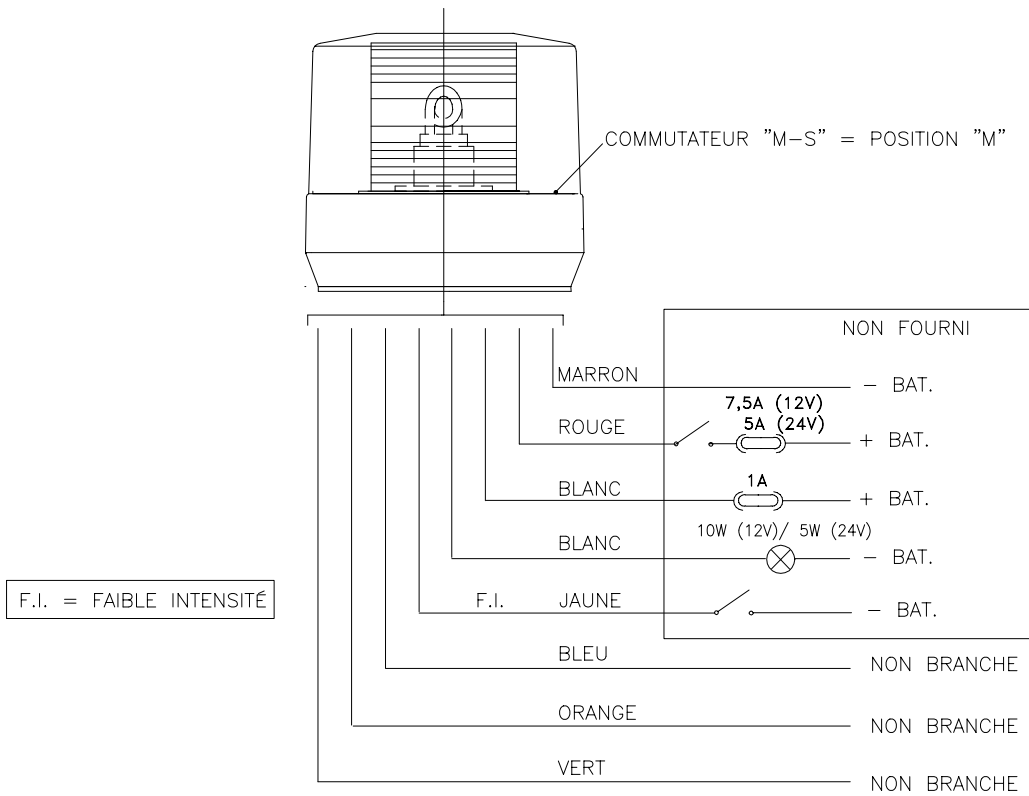 COMMUTATEUR "M-S" = POSITION "M"
NON FOURNI
MARRON - BAT.
7,5A (12V)
5A (24V)
ROUGE + BAT.
1A
BLANC + BAT.
10W (12V)/ 5W (24V)
BLANC - BAT.
F.I. = FAIBLE INTENSITÉ
F.I. JAUNE - BAT.
BLEU NON BRANCHE
ORANGE NON BRANCHE
VERT NON BRANCHE